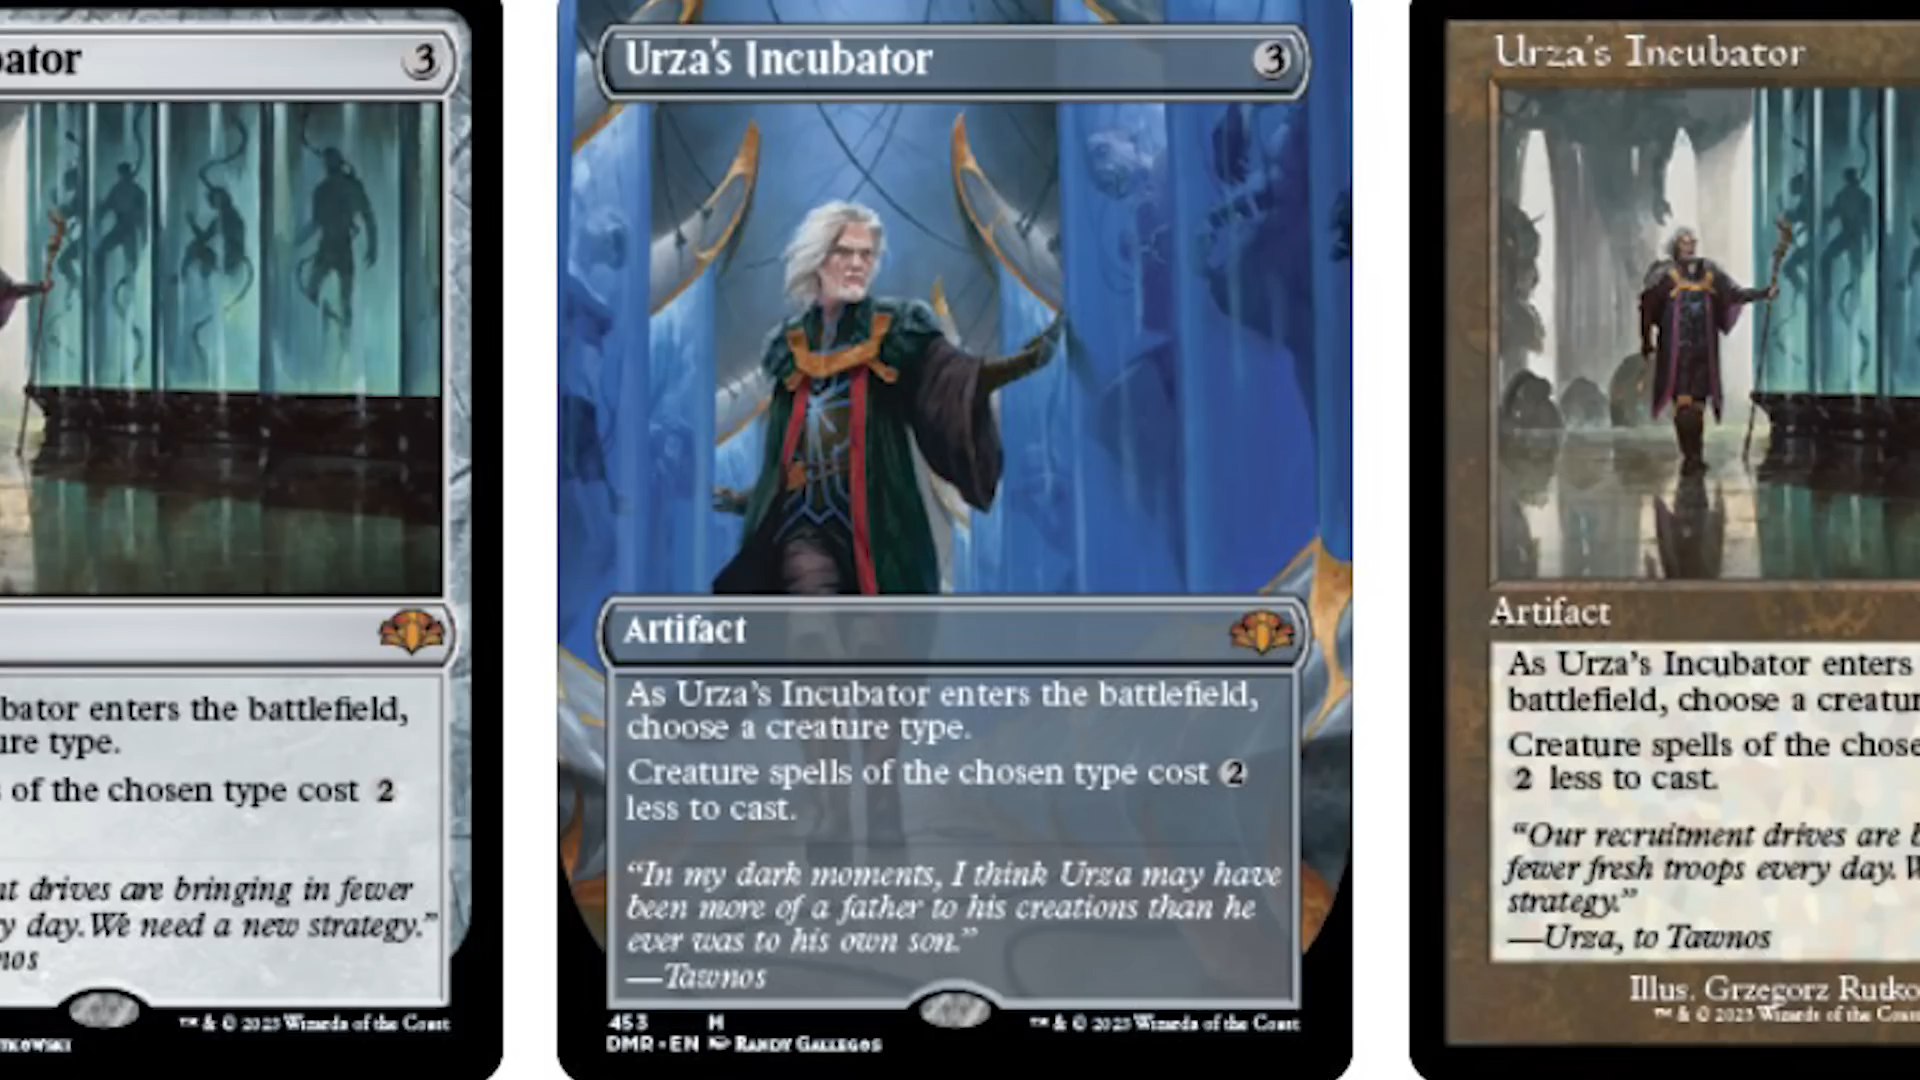 ator 3
bator enters the battlefield,
ure type.
of the chosen type cost 2
nt drives are bringing in fewer
y day. We need a new strategy.”
nos
™ & © 2023 Wizards of the Coast
TKOWSKI
Urza's Incubator 3
Artifact
As Urza's Incubator enters the battlefield,
choose a creature type.
Creature spells of the chosen type cost 2
less to cast.
“In my dark moments, I think Urza may have
been more of a father to his creations than he
ever was to his own son.”
—Tawnos
453 M
DMR • EN Randy Gallegos
™ & © 2023 Wizards of the Coast
Urza's Incubator
Artifact
As Urza's Incubator enters
battlefield, choose a creatur
Creature spells of the chose
2 less to cast.
“Our recruitment drives are b
fewer fresh troops every day. W
strategy.”
—Urza, to Tawnos
Illus. Grzegorz Rutko
™ & © 2023 Wizards of the Coas